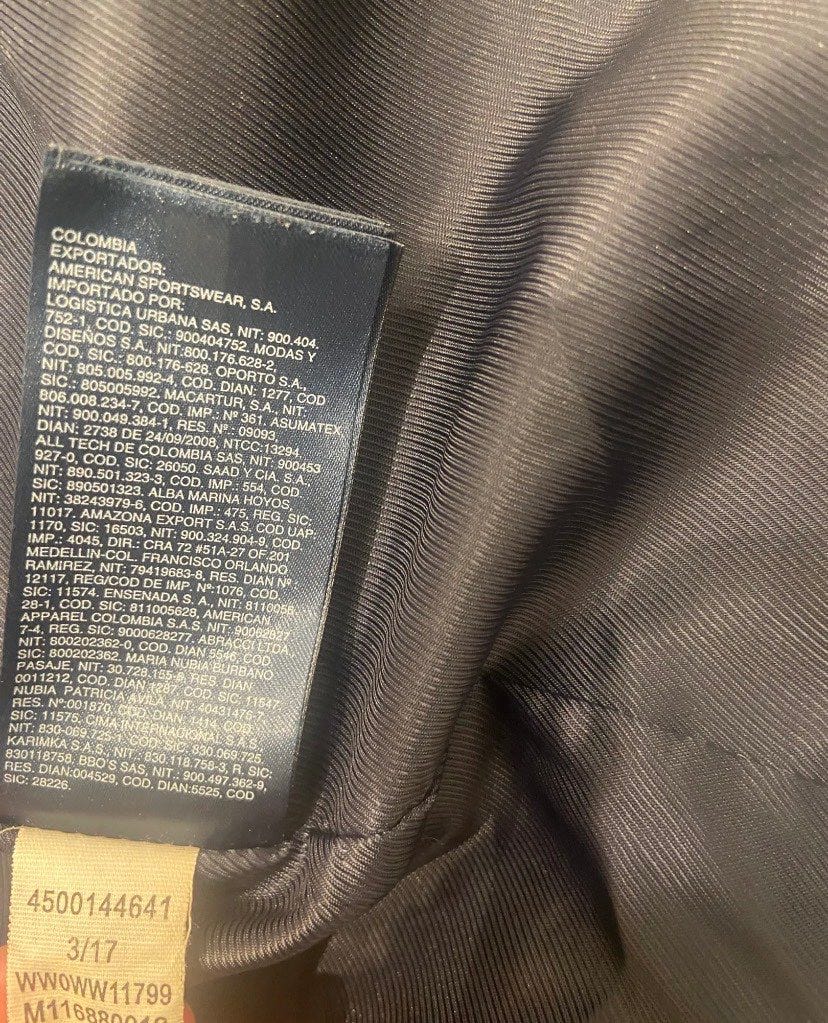 COLOMBIA
EXPORTADOR:
AMERICAN SPORTSWEAR, S.A.
IMPORTADO POR:
LOGISTICA URBANA SAS, NIT: 900.404.
752-1, COD. SIC.: 900404752. MODAS Y
DISEÑOS S.A., NIT:800.176.628-2,
COD. SIC.: 800-176-628. OPORTO S.A.,
NIT: 805.005.992-4, COD. DIAN: 1277, COD
SIC.: 805005992. MACARTUR, S.A., NIT:
B06.008.234-7, COD. IMP.: Nº 361. ASUMATEX
NIT: 900.049.384-1, RES. Nº.: 09093,
DIAN: 2738 DE 24/09/2008, NTCC:13294.
ALL TECH DE COLOMBIA SAS, NIT: 900453
927-0, COD. SIC: 26050. SAAD Y CIA. S.A.,
NIT: 890.501.323-3, COD. IMP.: 554, COD.
SIC: 890501323. ALBA MARINA HOYOS,
NIT: 38243979-6, COD. IMP.: 475, REG. SIC.
11017. AMAZONA EXPORT S.A.S. COD UAP-
1170, SIC: 16503, NIT: 900.324.904-9, COD.
IMP.: 4045, DIR.: CRA 72 #51A-27 OF.201
MEDELLIN-COL. FRANCISCO ORLANDO
RAMIREZ, NIT: 79419683-8, RES. DIAN Nº
12117, REG/COD DE IMP. Nº:1076, COD.
SIC: 11574. ENSENADA S. A., NIT: 8110056
28-1, COD. SIC: 811005628, AMERICAN
APPAREL COLOMBIA S.A.S. NIT: 90062827
7-4, REG. SIC: 9000628277. ABRACCI LTDA,
NIT: 800202362-0, COD. DIAN 5546, COD.
SIC: 800202362. MARIA NUBIA BURBANO
PASAJE, NIT: 30.728.155-8, RES. DIAN
0011212, COD. DIAN:1287, COD. SIC: 11547.
NUBIA PATRICIA AVILA, NIT: 40431475-7,
RES. Nº:001870, COD. DIAN: 1414, COD.
SIC: 11575. CIMA INTERNACIONAL S.A.S.
NIT: 830-069.725-1, COD. SIC: 830.069.725.
KARIMKA S.A.S., NIT: 830.118.758-3, R. SIC:
830118758. BBO'S SAS, NIT: 900.497.362-9,
RES. DIAN:004529, COD. DIAN:5525, COD
SIC: 28226.
4500144641
3/17
WW0WW11799